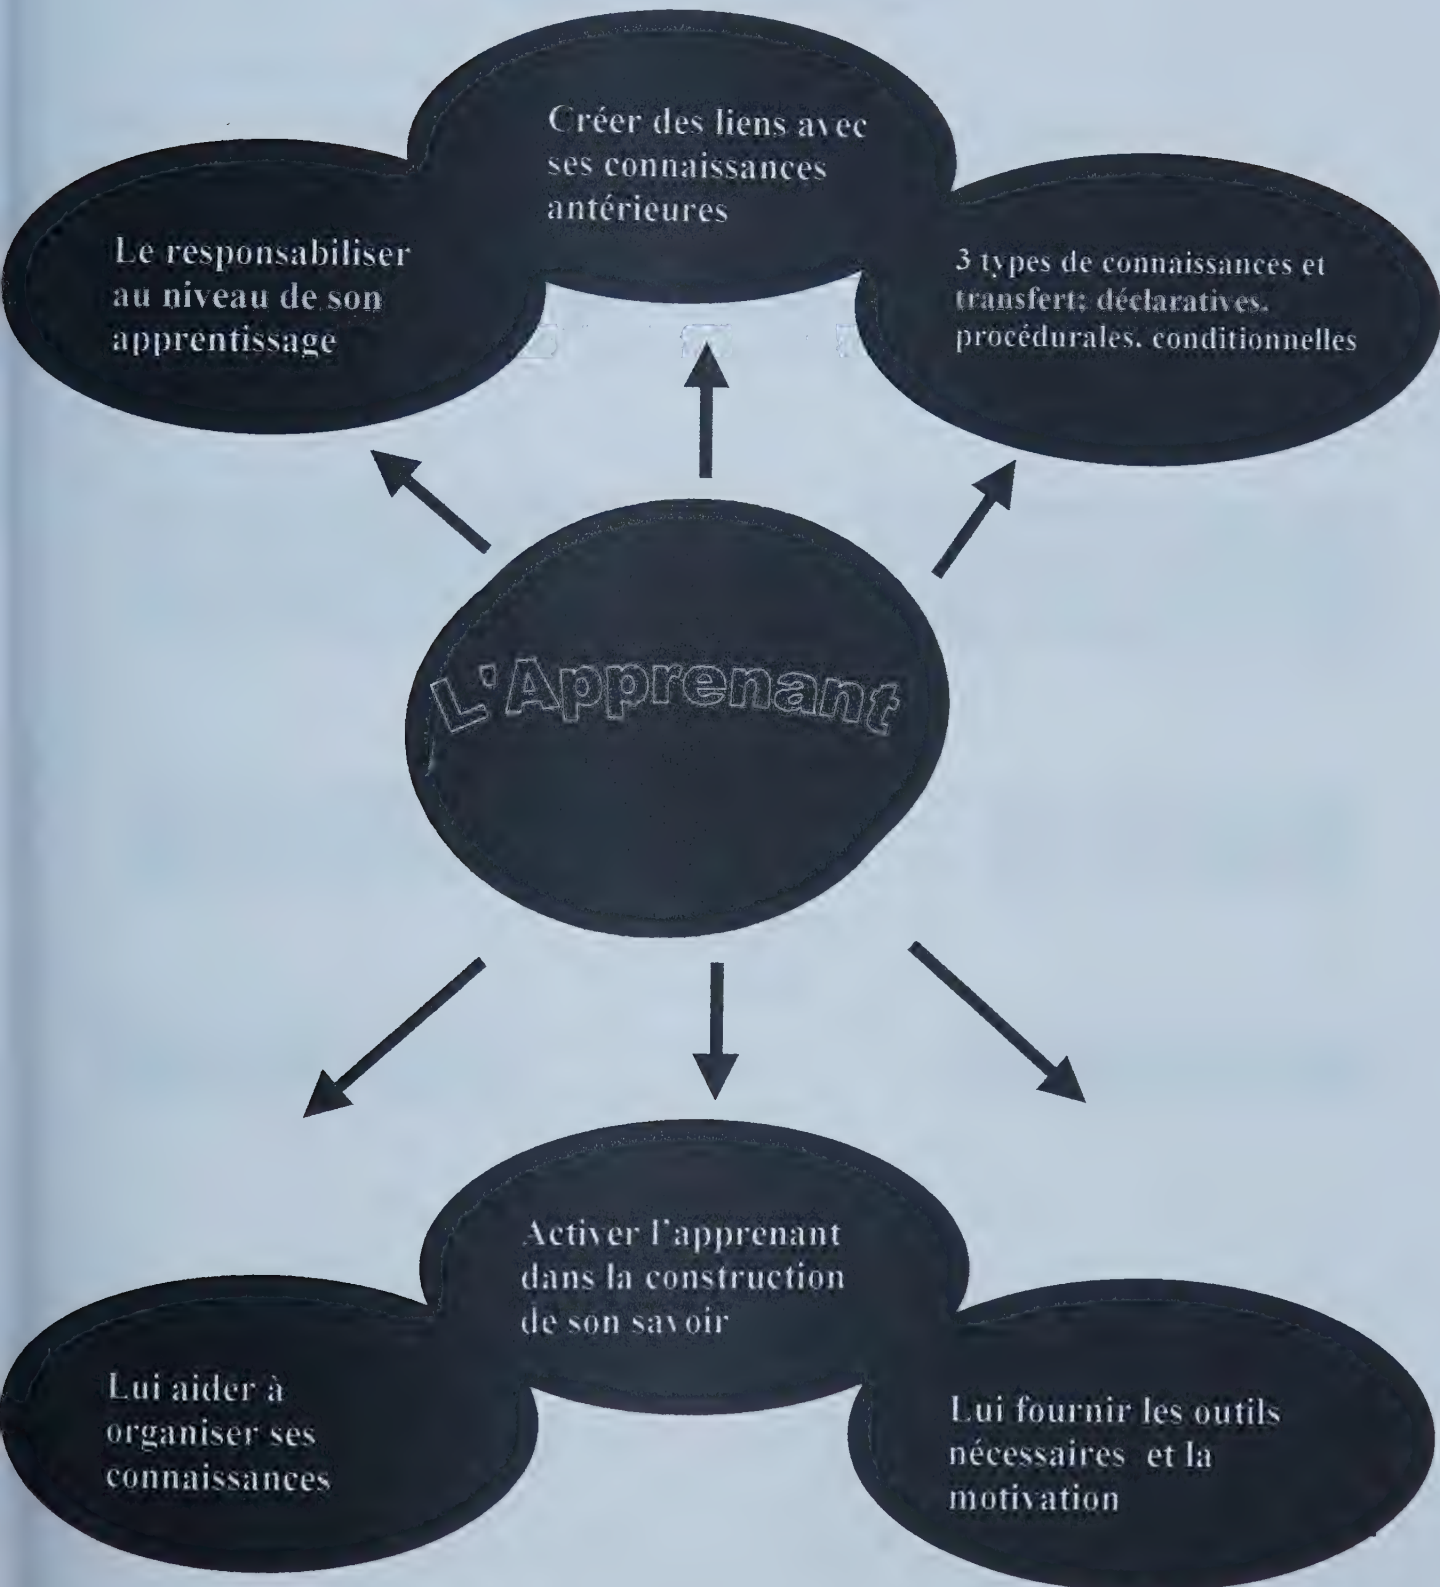 Créer des liens avec
ses connaissances
antérieures
Le responsabiliser
au niveau de son
apprentissage
3 types de connaissances et
transfert: déclaratives.
procédurales. conditionnelles
L'Apprenant
Activer l'apprenant
dans la construction
de son savoir
Lui aider à
organiser ses
connaissances
Lui fournir les outils
nécessaires et la
motivation